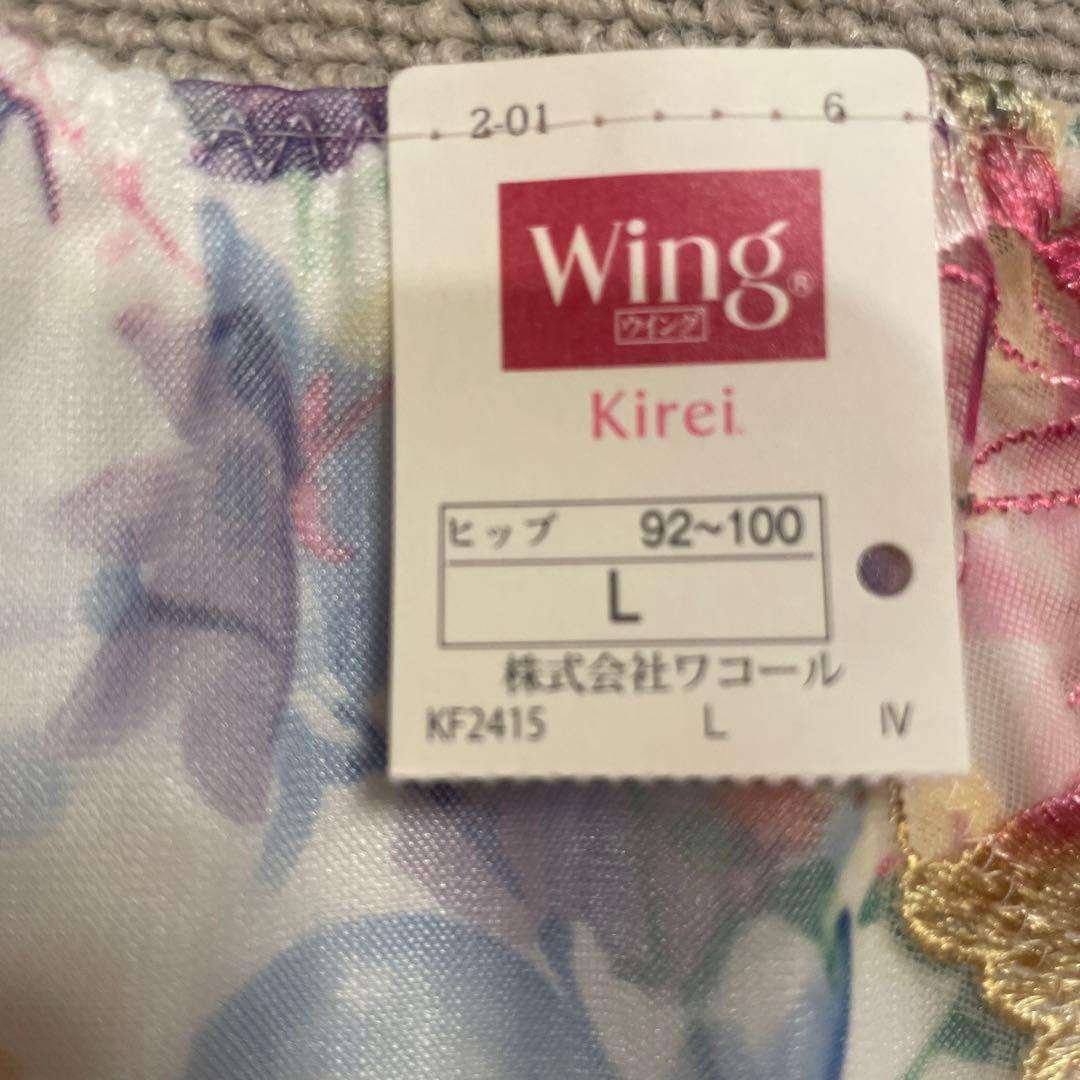 2-01 6
Wing®
ウイング
Kirei
ヒップ 92~100
L
株式会社ワコール
KF2415 L IV